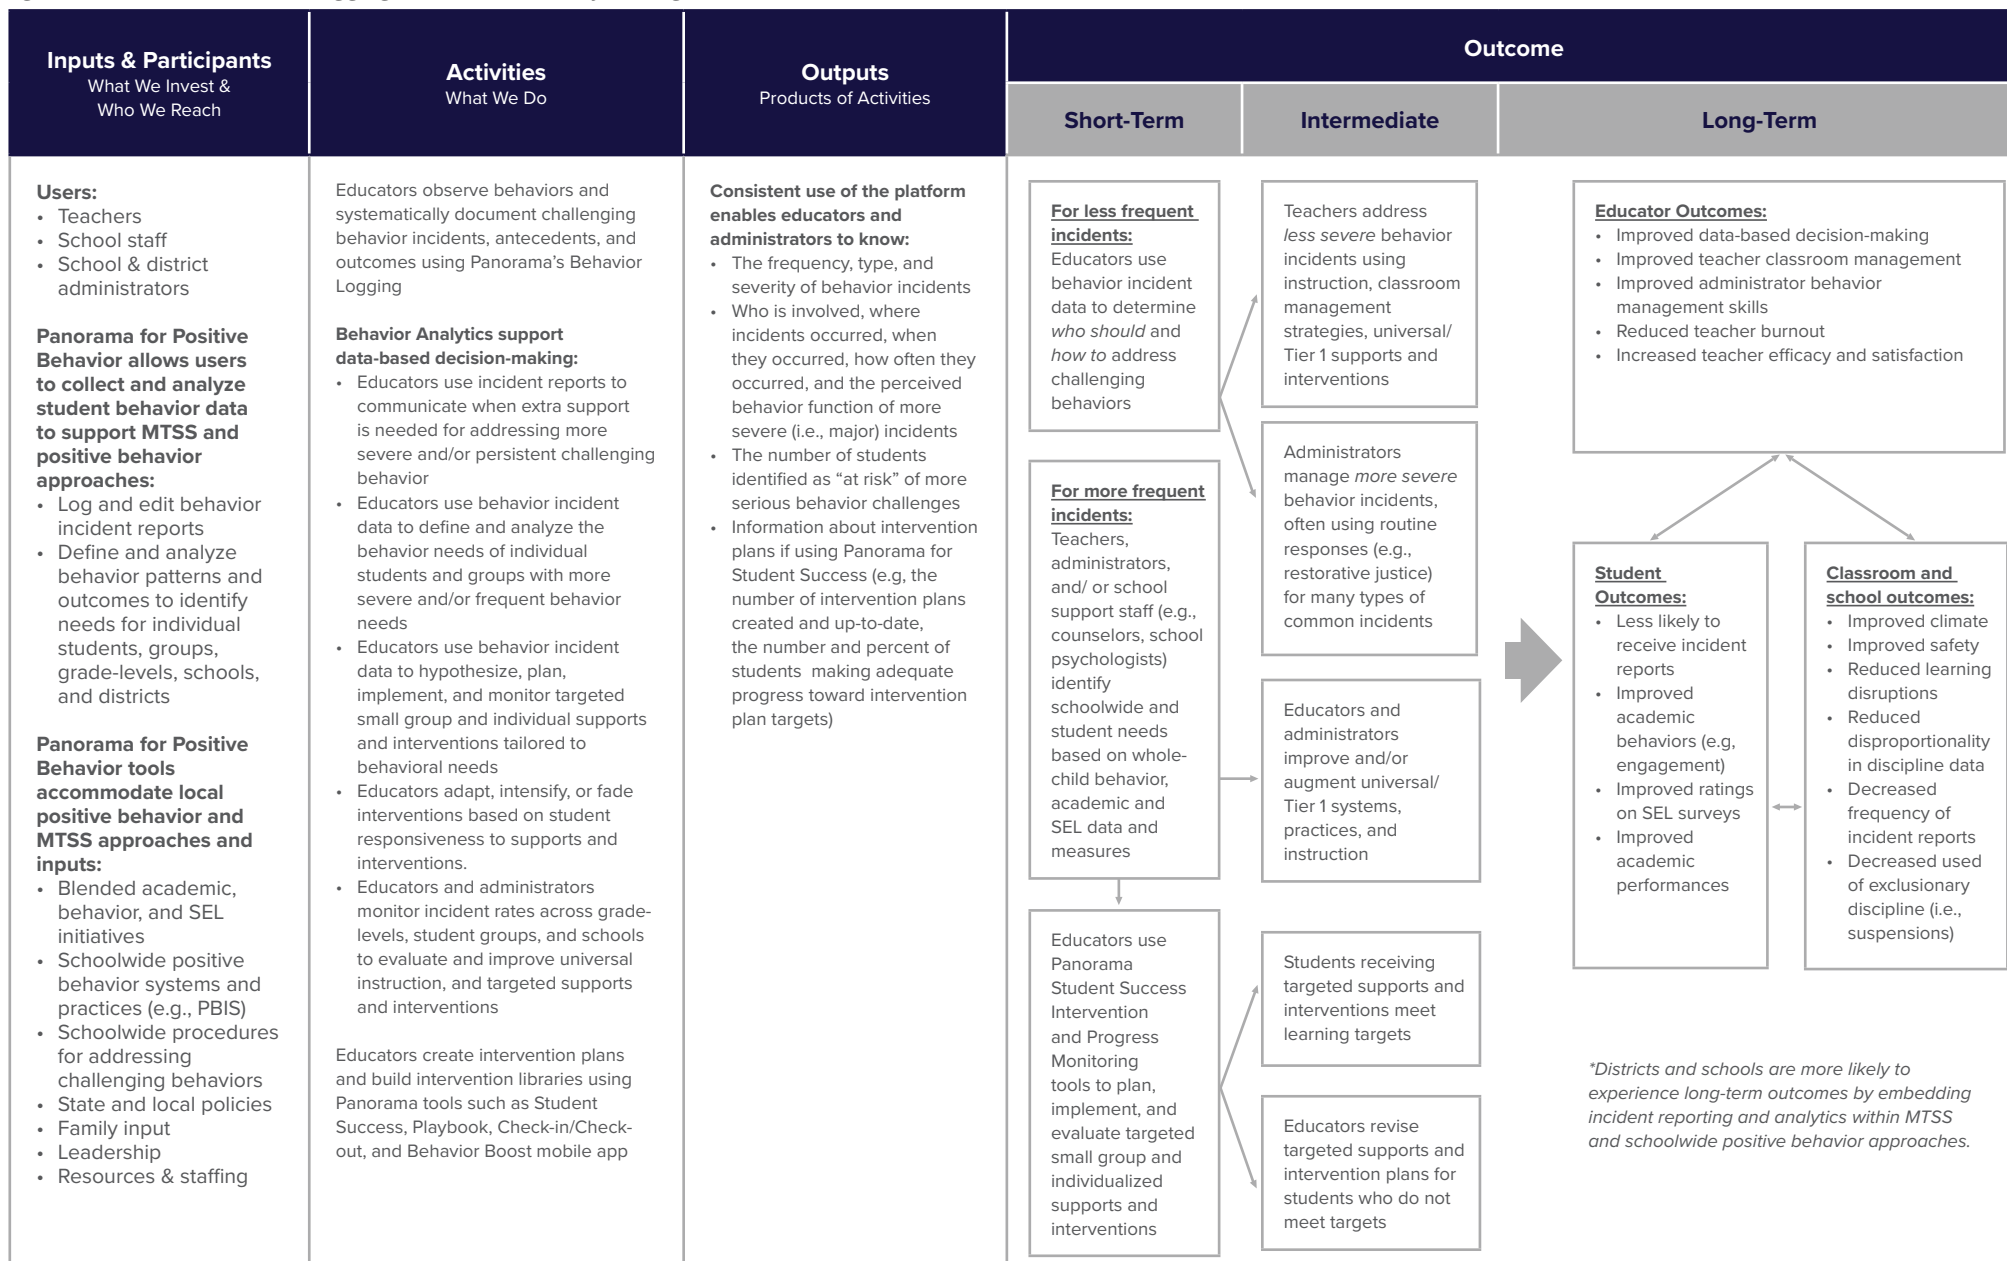 Inputs & Participants
What We Invest &
Who We Reach
Activities
What We Do
Outputs
Products of Activities
Outcome
Short-Term
Intermediate
Long-Term
Users:
• Teachers
• School staff
• School & district
administrators
Panorama for Positive
Behavior allows users
to collect and analyze
student behavior data
to support MTSS and
positive behavior
approaches:
• Log and edit behavior
incident reports
• Define and analyze
behavior patterns and
outcomes to identify
needs for individual
students, groups,
grade-levels, schools,
and districts
Panorama for Positive
Behavior tools
accommodate local
positive behavior and
MTSS approaches and
inputs:
• Blended academic,
behavior, and SEL
initiatives
• Schoolwide positive
behavior systems and
practices (e.g., PBIS)
• Schoolwide procedures
for addressing
challenging behaviors
• State and local policies
• Family input
• Leadership
• Resources & staffing
Educators observe behaviors and
systematically document challenging
behavior incidents, antecedents, and
outcomes using Panorama's Behavior
Logging
Behavior Analytics support
data-based decision-making:
• Educators use incident reports to
communicate when extra support
is needed for addressing more
severe and/or persistent challenging
behavior
• Educators use behavior incident
data to define and analyze the
behavior needs of individual
students and groups with more
severe and/or frequent behavior
needs
• Educators use behavior incident
data to hypothesize, plan,
implement, and monitor targeted
small group and individual supports
and interventions tailored to
behavioral needs
• Educators adapt, intensify, or fade
interventions based on student
responsiveness to supports and
interventions.
• Educators and administrators
monitor incident rates across grade-
levels, student groups, and schools
to evaluate and improve universal
instruction, and targeted supports
and interventions
Educators create intervention plans
and build intervention libraries using
Panorama tools such as Student
Success, Playbook, Check-in/Check-
out, and Behavior Boost mobile app
Consistent use of the platform
enables educators and
administrators to know:
• The frequency, type, and
severity of behavior incidents
• Who is involved, where
incidents occurred, when
they occurred, how often they
occurred, and the perceived
behavior function of more
severe (i.e., major) incidents
• The number of students
identified as "at risk" of more
serious behavior challenges
• Information about intervention
plans if using Panorama for
Student Success (e.g, the
number of intervention plans
created and up-to-date,
the number and percent of
students making adequate
progress toward intervention
plan targets)
For less frequent
incidents:
Educators use
behavior incident
data to determine
who should and
how to address
challenging
behaviors
For more frequent
incidents:
Teachers,
administrators,
and/ or school
support staff (e.g.,
counselors, school
psychologists)
identify
schoolwide and
student needs
based on whole-
child behavior,
academic and
SEL data and
measures
Educators use
Panorama
Student Success
Intervention
and Progress
Monitoring
tools to plan,
implement, and
evaluate targeted
small group and
individualized
supports and
interventions
Teachers address
less severe behavior
incidents using
instruction, classroom
management
strategies, universal/
Tier 1 supports and
interventions
Administrators
manage more severe
behavior incidents,
often using routine
responses (e.g.,
restorative justice)
for many types of
common incidents
Educators and
administrators
improve and/or
augment universal/
Tier 1 systems,
practices, and
instruction
Students receiving
targeted supports and
interventions meet
learning targets
Educators revise
targeted supports and
intervention plans for
students who do not
meet targets
Educator Outcomes:
• Improved data-based decision-making
• Improved teacher classroom management
• Improved administrator behavior
management skills
• Reduced teacher burnout
• Increased teacher efficacy and satisfaction
Student
Outcomes:
• Less likely to
receive incident
reports
• Improved
academic
behaviors (e.g,
engagement)
• Improved ratings
on SEL surveys
• Improved
academic
performances
Classroom and
school outcomes:
• Improved climate
• Improved safety
• Reduced learning
disruptions
• Reduced
disproportionality
in discipline data
• Decreased
frequency of
incident reports
• Decreased used
of exclusionary
discipline (i.e.,
suspensions)
*Districts and schools are more likely to
experience long-term outcomes by embedding
incident reporting and analytics within MTSS
and schoolwide positive behavior approaches.